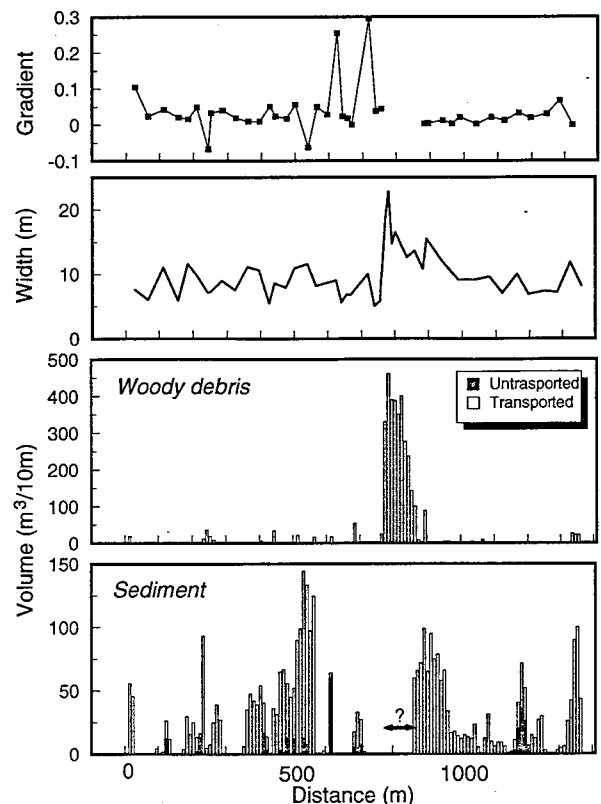 0.3
0.2
0.1
0
-0.1
Gradient
20
10
0
Width (m)
500
400
300
200
100
0
Woody debris
Untrasported
Transported
Volume (m³/10m)
150
100
50
0
Sediment
?
0 500 1000
Distance (m)